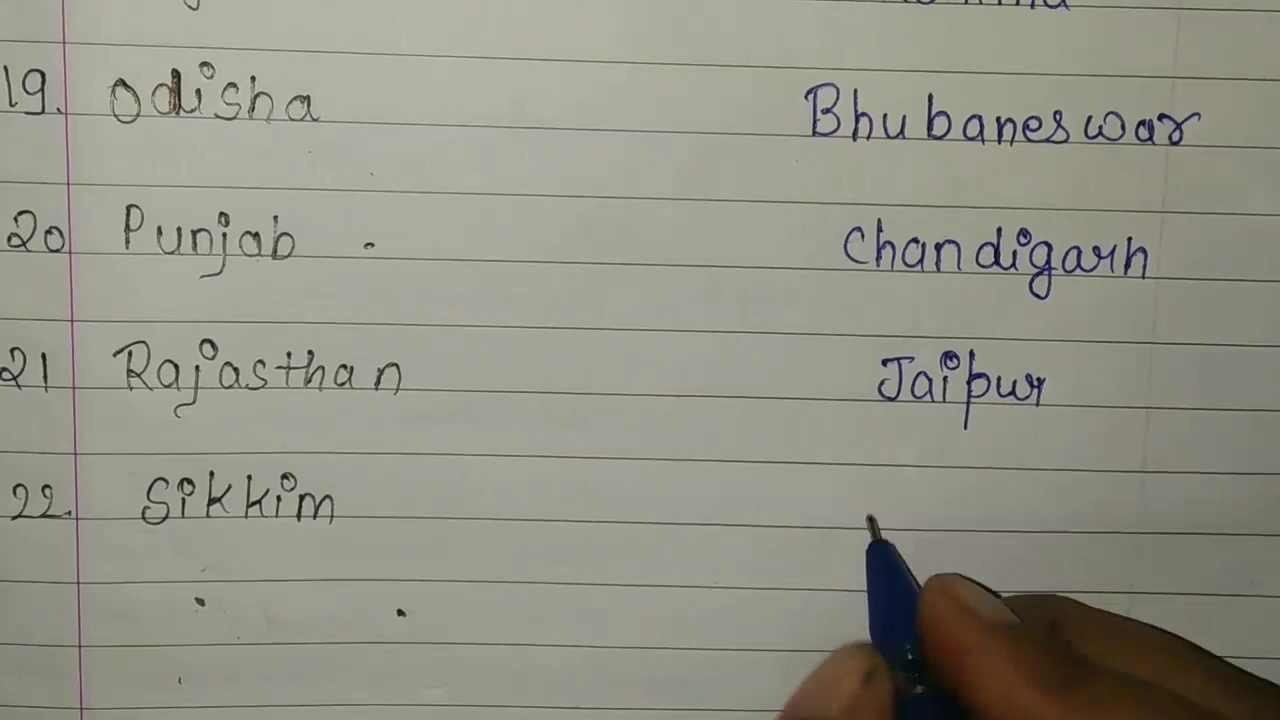 19. Odisha Bhubaneswar
20 Punjab Chandigarh
21 Rajasthan Jaipur
22. Sikkim